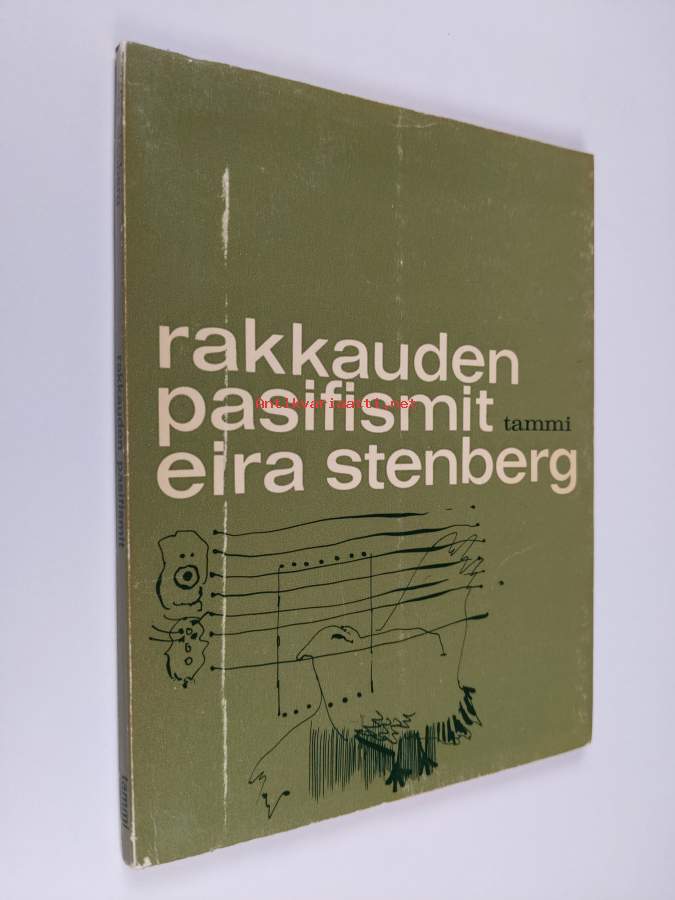 rakkauden
pasifismit tammi
eira stenberg
Antikvariaatti.net
rakkauden pasifismit
tammi